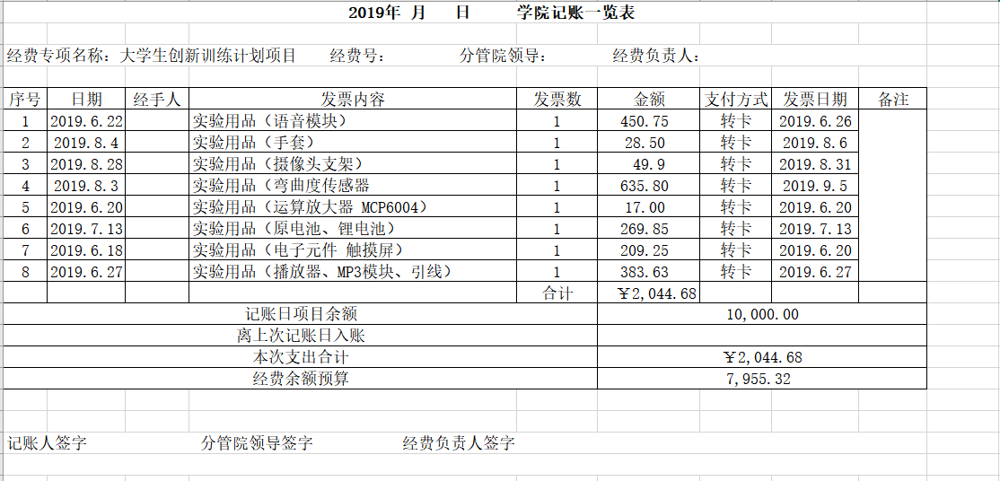 2019年 月 日 学院记账一览表
经费专项名称：大学生创新训练计划项目 经费号： 分管院领导： 经费负责人：
序号 日期 经手人 发票内容 发票数 金额 支付方式 发票日期 备注
1 2019.6.22 实验用品（语音模块） 1 450.75 转卡 2019.6.26
2 2019.8.4 实验用品（手套） 1 28.50 转卡 2019.8.6
3 2019.8.28 实验用品（摄像头支架） 1 49.9 转卡 2019.8.31
4 2019.8.3 实验用品（弯曲度传感器 1 635.80 转卡 2019.9.5
5 2019.6.20 实验用品（运算放大器 MCP6004） 1 17.00 转卡 2019.6.20
6 2019.7.13 实验用品（原电池、锂电池） 1 269.85 转卡 2019.7.13
7 2019.6.18 实验用品（电子元件 触摸屏） 1 209.25 转卡 2019.6.20
8 2019.6.27 实验用品（播放器、MP3模块、引线） 1 383.63 转卡 2019.6.27
合计 ￥2,044.68
记账日项目余额 10,000.00
离上次记账日入账
本次支出合计 ￥2,044.68
经费余额预算 7,955.32
记账人签字 分管院领导签字 经费负责人签字